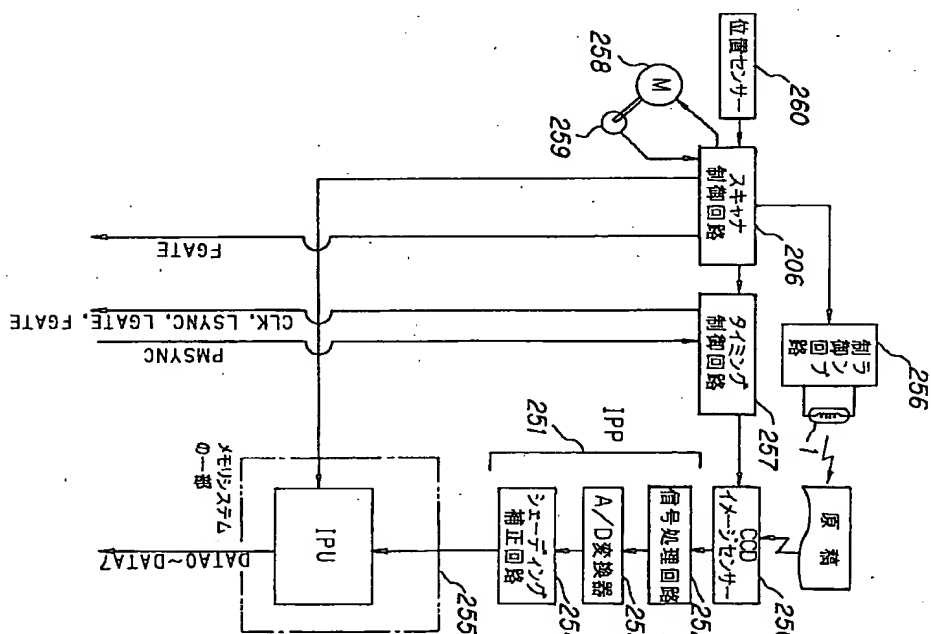 位置センサー
260
258
M
259
スキャナ
制御回路
206
ランプ
制御回路
256
1
原 稿
タイミング
制御回路
257
CCD
イメージセンサー
信号処理回路
A/D変換器
シェーディング
補正回路
IPP
251
IPU
255
メモリシステム
の一部
FGATE
CLK, LSYNC, LGATE, FGATE
PMSYNC
DATA0~DATA7